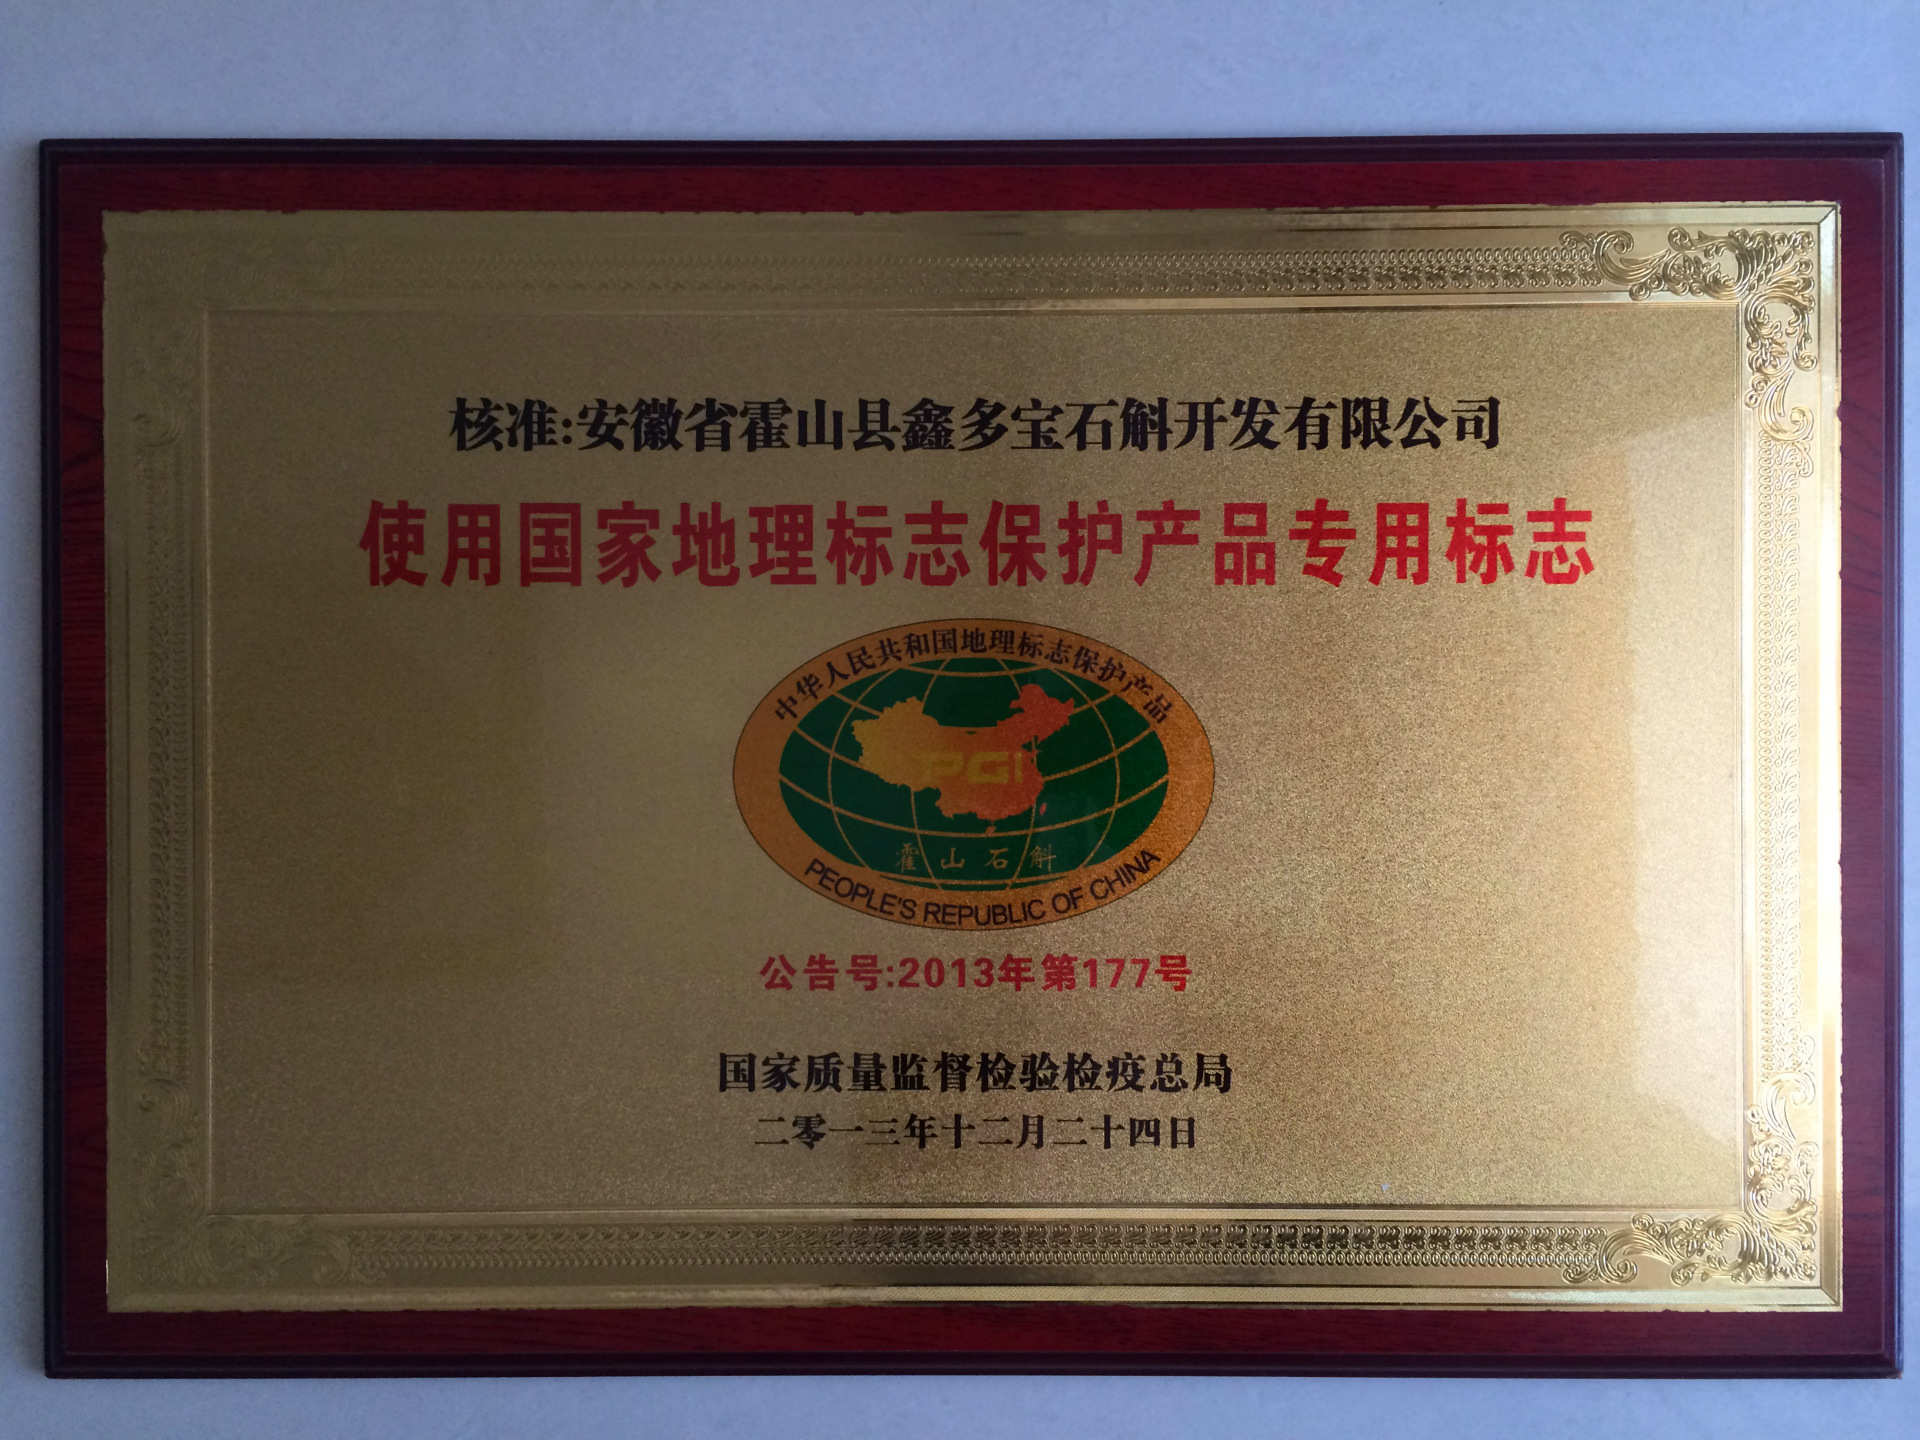 核准:安徽省霍山县鑫多宝石斛开发有限公司
使用国家地理标志保护产品专用标志
中华人民共和国地理标志保护产品
PGI
霍山石斛
PEOPLE'S REPUBLIC OF CHINA
公告号:2013年第177号
国家质量监督检验检疫总局
二零一三年十二月二十四日